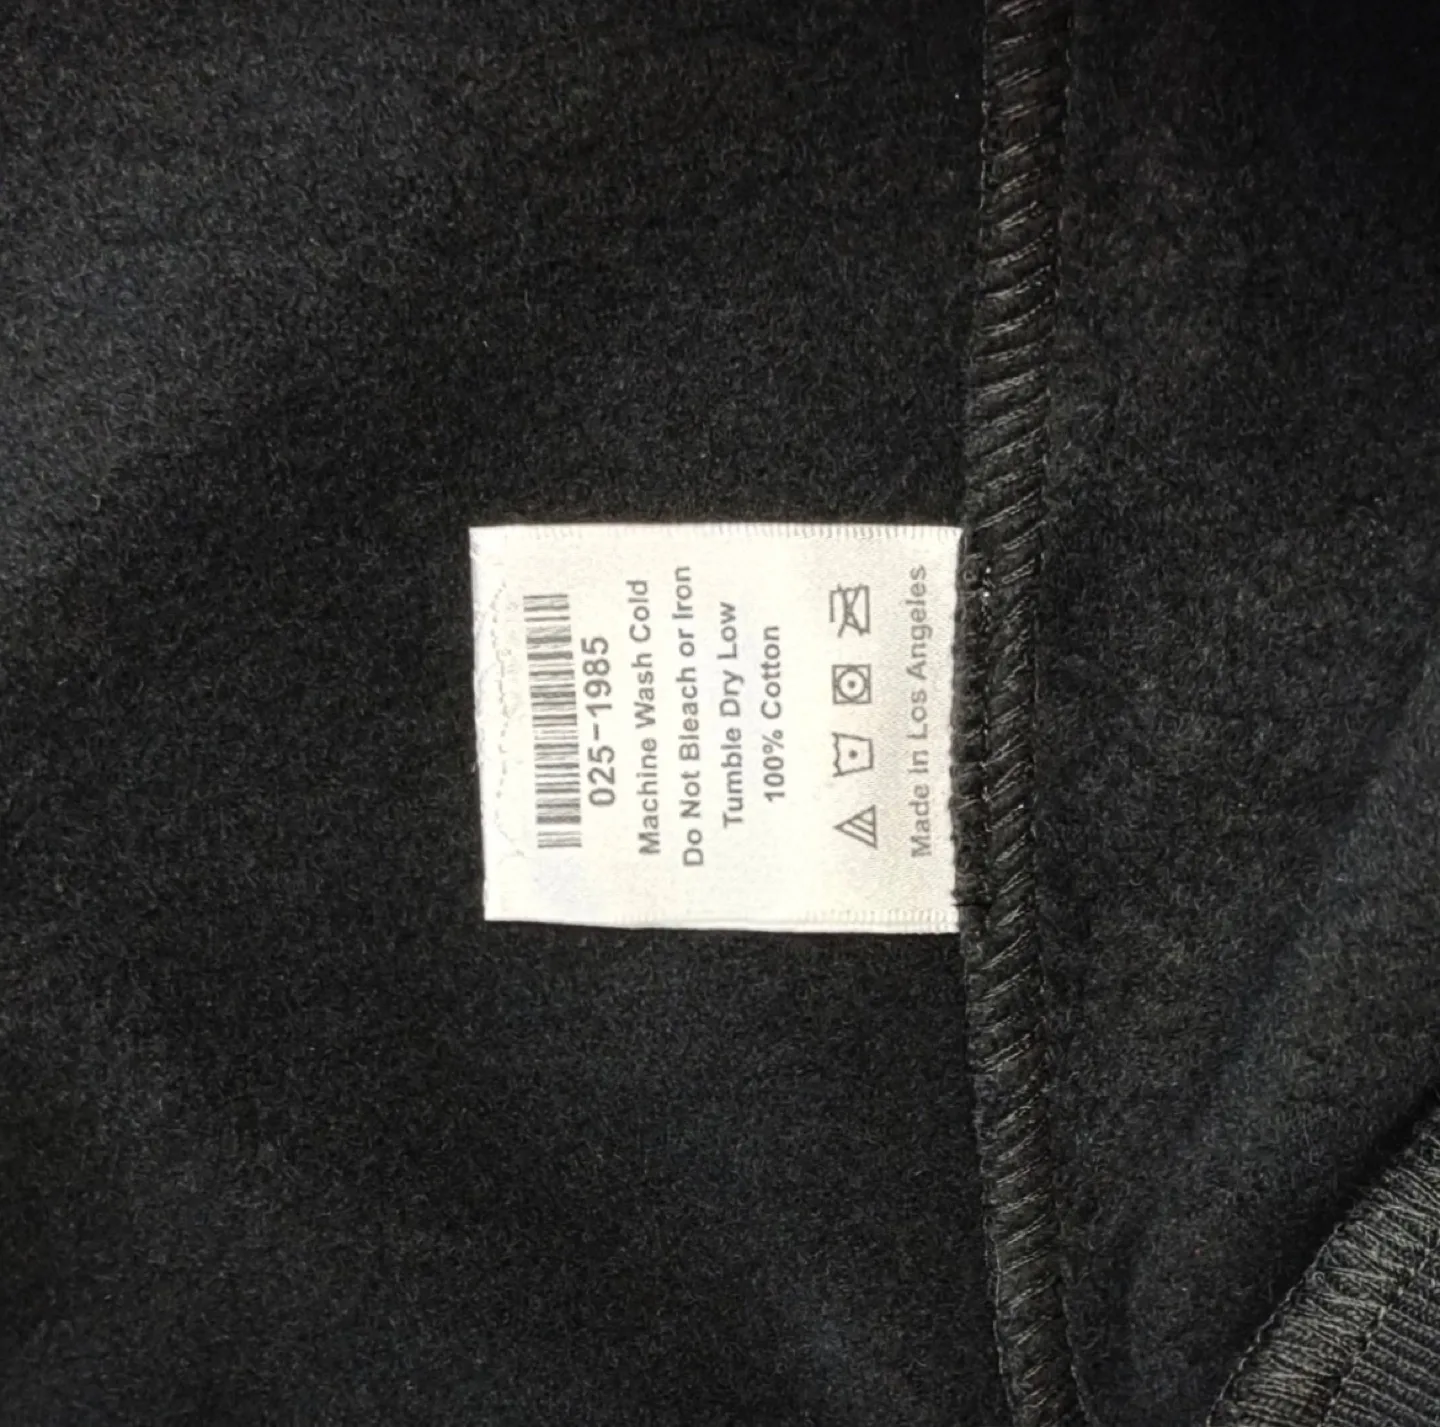 025-1985
Machine Wash Cold
Do Not Bleach or Iron
Tumble Dry Low
100% Cotton
Made In Los Angeles